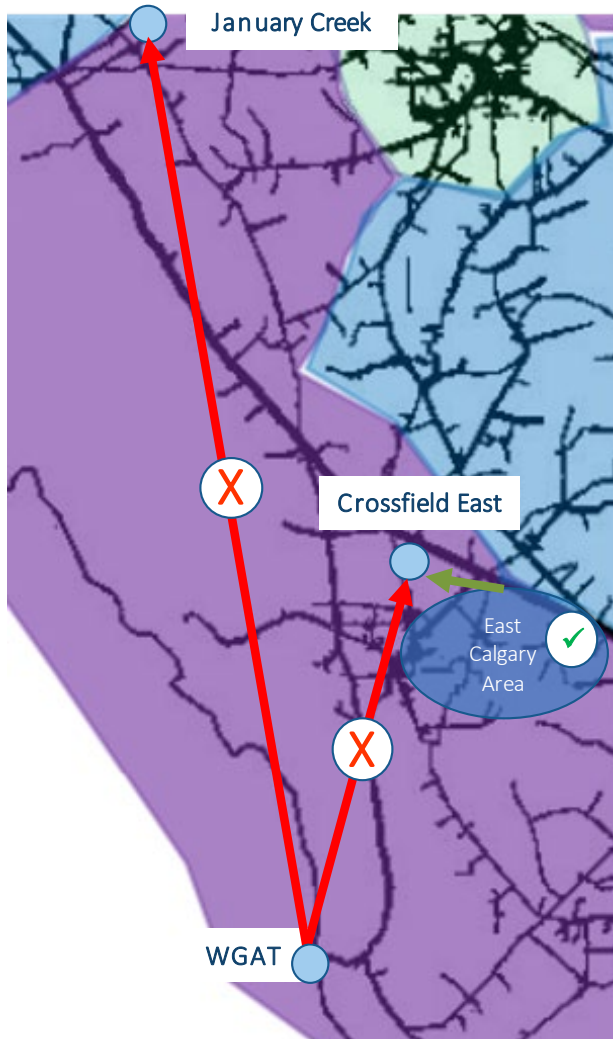 January Creek
X
Crossfield East
East
Calgary
Area
✓
X
WGAT